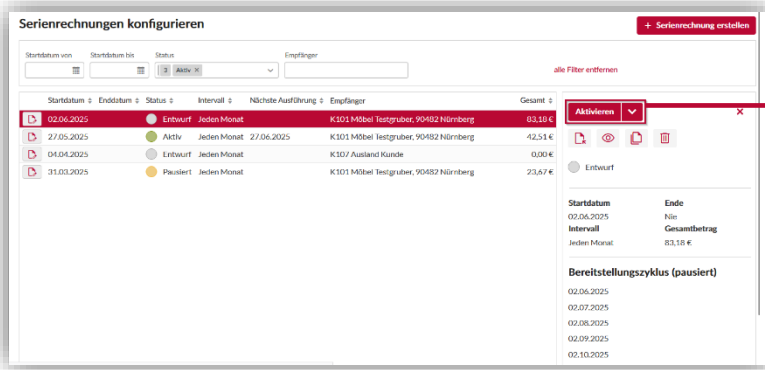 Serienrechnungen konfigurieren
+ Serienrechnung erstellen
Startdatum von Startdatum bis Status Empfänger
3 Aktiv × alle Filter entfernen
Startdatum Enddatum Status Intervall Nächste Ausführung Empfänger Gesamt
02.06.2025 Entwurf Jeden Monat K101 Möbel Testgruber, 90482 Nürnberg 83,18 €
27.05.2025 Aktiv Jeden Monat 27.06.2025 K101 Möbel Testgruber, 90482 Nürnberg 42,51 €
04.04.2025 Entwurf Jeden Monat K107 Ausland Kunde 0,00 €
31.03.2025 Pausiert Jeden Monat K101 Möbel Testgruber, 90482 Nürnberg 23,67 €
Aktivieren
Entwurf
Startdatum Ende
02.06.2025 Nie
Intervall Gesamtbetrag
Jeden Monat 83,18 €
Bereitstellungszyklus (pausiert)
02.06.2025
02.07.2025
02.08.2025
02.09.2025
02.10.2025